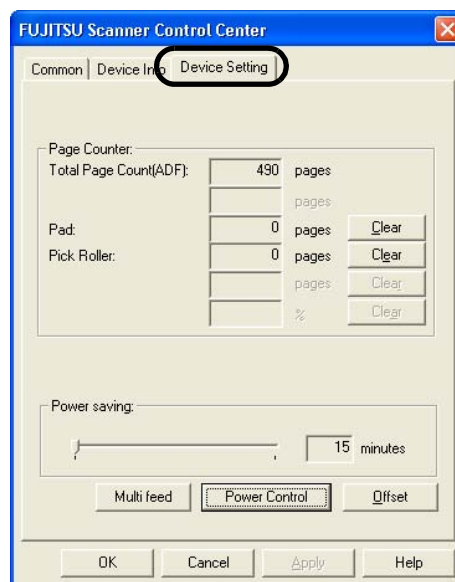 FUJITSU Scanner Control Center
Common Device Info Device Setting
Page Counter:
Total Page Count(ADF): 490 pages
pages
Pad: 0 pages Clear
Pick Roller: 0 pages Clear
pages Clear
% Clear
Power saving:
15 minutes
Multi feed Power Control Offset
OK Cancel Apply Help